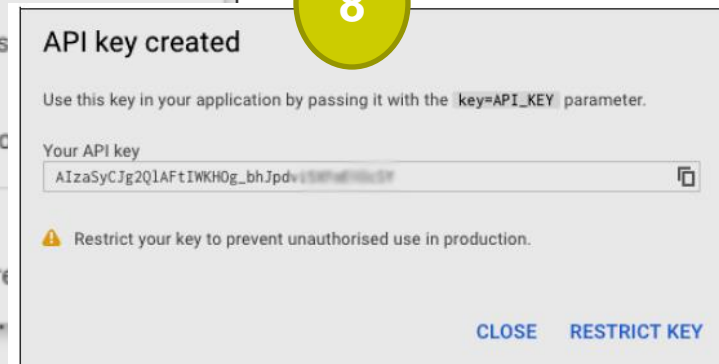 8
API key created
Use this key in your application by passing it with the key=API_KEY parameter.
Your API key
AIzaSyCJg2QlAFtIWKHOg_bhJpd
Restrict your key to prevent unauthorised use in production.
CLOSE RESTRICT KEY